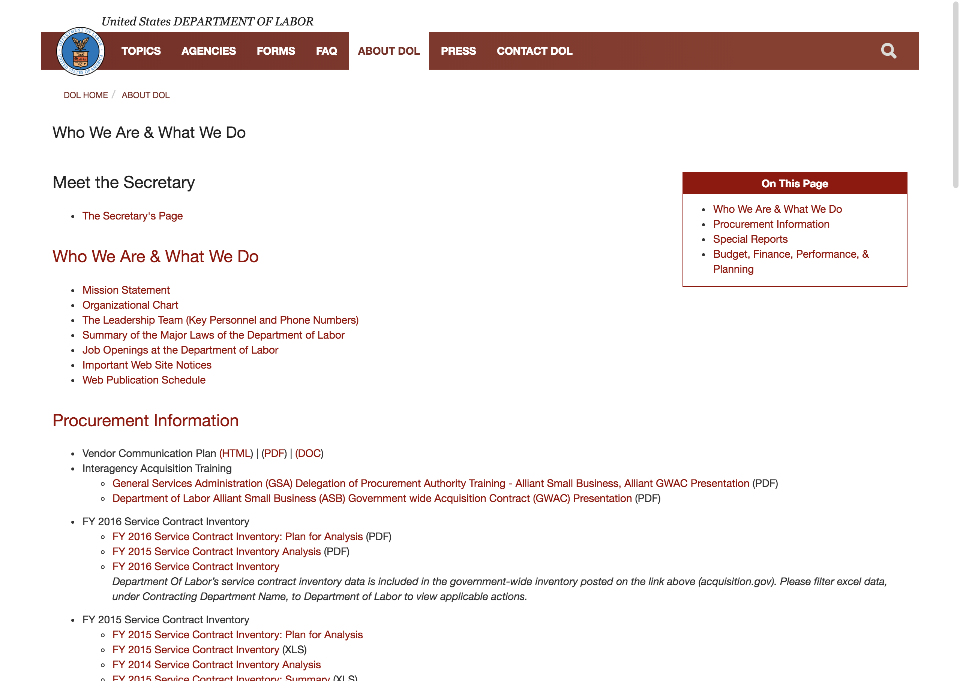 United States DEPARTMENT OF LABOR
TOPICS AGENCIES FORMS FAQ ABOUT DOL PRESS CONTACT DOL
DOL HOME / ABOUT DOL
Who We Are & What We Do
Meet the Secretary
The Secretary's Page
Who We Are & What We Do
Mission Statement
Organizational Chart
The Leadership Team (Key Personnel and Phone Numbers)
Summary of the Major Laws of the Department of Labor
Job Openings at the Department of Labor
Important Web Site Notices
Web Publication Schedule
On This Page
Who We Are & What We Do
Procurement Information
Special Reports
Budget, Finance, Performance, &
Planning
Procurement Information
Vendor Communication Plan (HTML) | (PDF) | (DOC)
Interagency Acquisition Training
General Services Administration (GSA) Delegation of Procurement Authority Training - Alliant Small Business, Alliant GWAC Presentation (PDF)
Department of Labor Alliant Small Business (ASB) Government wide Acquisition Contract (GWAC) Presentation (PDF)
FY 2016 Service Contract Inventory
FY 2016 Service Contract Inventory: Plan for Analysis (PDF)
FY 2015 Service Contract Inventory Analysis (PDF)
FY 2016 Service Contract Inventory
Department Of Labor's service contract inventory data is included in the government-wide inventory posted on the link above (acquisition.gov). Please filter excel data,
under Contracting Department Name, to Department of Labor to view applicable actions.
FY 2015 Service Contract Inventory
FY 2015 Service Contract Inventory: Plan for Analysis
FY 2015 Service Contract Inventory (XLS)
FY 2014 Service Contract Inventory Analysis
FY 2015 Service Contract Inventory: Summary (XLS)